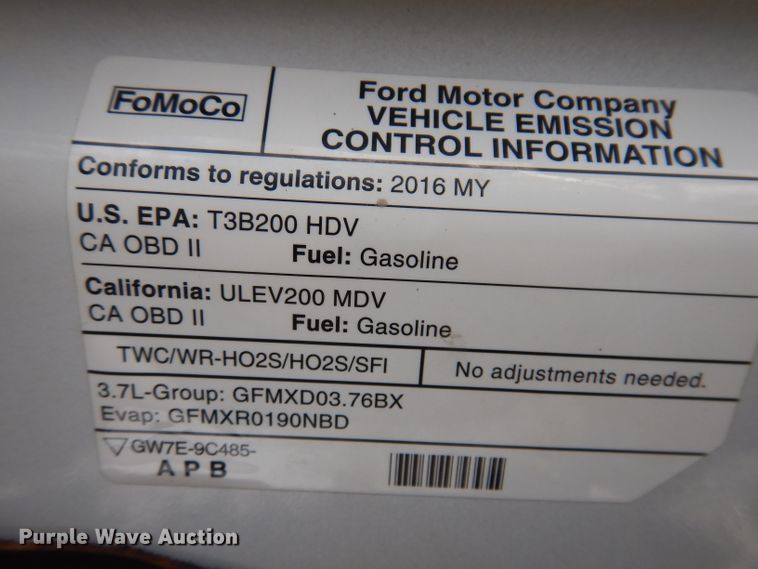 FoMoCo
Ford Motor Company
VEHICLE EMISSION
CONTROL INFORMATION
Conforms to regulations: 2016 MY
U.S. EPA: T3B200 HDV
CA OBD II Fuel: Gasoline
California: ULEV200 MDV
CA OBD II Fuel: Gasoline
TWC/WR-HO2S/HO2S/SFI No adjustments needed.
3.7L-Group: GFMXD03.76BX
Evap: GFMXR0190NBD
GW7E-9C485-
A P B
Purple Wave Auction